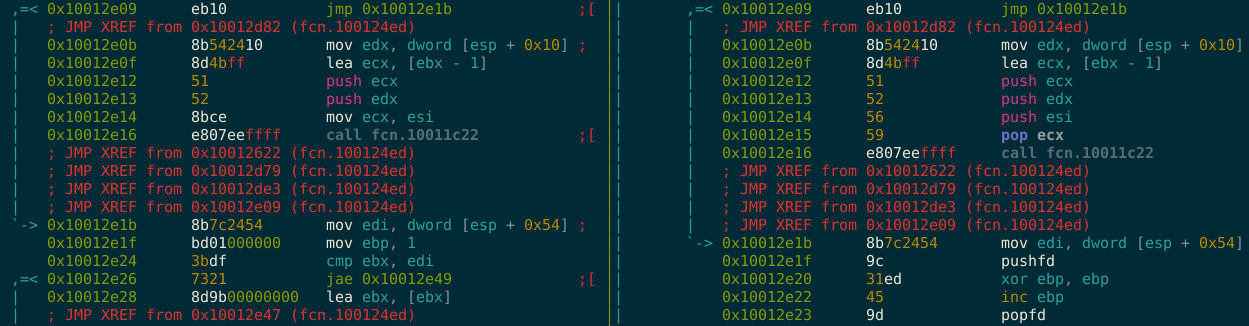 ,=< 0x10012e09 eb10 jmp 0x10012e1b ;[
| ; JMP XREF from 0x10012d82 (fcn.100124ed)
| 0x10012e0b 8b542410 mov edx, dword [esp + 0x10] ;
| 0x10012e0f 8d4bff lea ecx, [ebx - 1]
| 0x10012e12 51 push ecx
| 0x10012e13 52 push edx
| 0x10012e14 8bce mov ecx, esi
| 0x10012e16 e807eeffff call fcn.10011c22 ;[
| ; JMP XREF from 0x10012622 (fcn.100124ed)
| ; JMP XREF from 0x10012d79 (fcn.100124ed)
| ; JMP XREF from 0x10012de3 (fcn.100124ed)
| ; JMP XREF from 0x10012e09 (fcn.100124ed)
`-> 0x10012e1b 8b7c2454 mov edi, dword [esp + 0x54] ;
0x10012e1f bd01000000 mov ebp, 1
0x10012e24 3bdf cmp ebx, edi
,=< 0x10012e26 7321 jae 0x10012e49 ;[
| 0x10012e28 8d9b00000000 lea ebx, [ebx]
| ; JMP XREF from 0x10012e47 (fcn.100124ed)
,=< 0x10012e09 eb10 jmp 0x10012e1b
| ; JMP XREF from 0x10012d82 (fcn.100124ed)
| 0x10012e0b 8b542410 mov edx, dword [esp + 0x10]
| 0x10012e0f 8d4bff lea ecx, [ebx - 1]
| 0x10012e12 51 push ecx
| 0x10012e13 52 push edx
| 0x10012e14 56 push esi
| 0x10012e15 59 pop ecx
| 0x10012e16 e807eeffff call fcn.10011c22
| ; JMP XREF from 0x10012622 (fcn.100124ed)
| ; JMP XREF from 0x10012d79 (fcn.100124ed)
| ; JMP XREF from 0x10012de3 (fcn.100124ed)
| ; JMP XREF from 0x10012e09 (fcn.100124ed)
`-> 0x10012e1b 8b7c2454 mov edi, dword [esp + 0x54]
0x10012e1f 9c pushfd
0x10012e20 31ed xor ebp, ebp
0x10012e22 45 inc ebp
0x10012e23 9d popfd